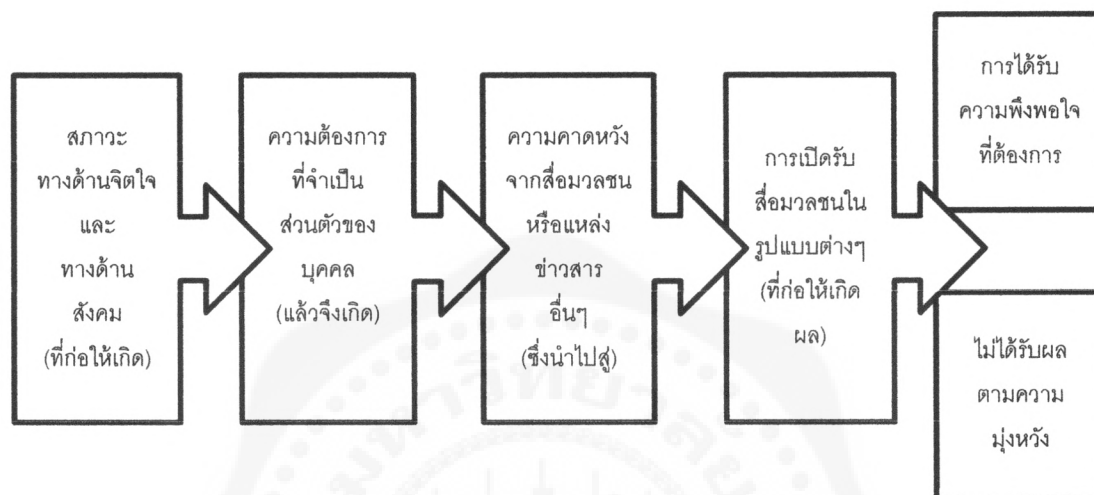 สภาวะ
ทางด้านจิตใจ
และ
ทางด้าน
สังคม
(ที่ก่อให้เกิด)
ความต้องการ
ที่จำเป็น
ส่วนตัวของ
บุคคล
(แล้วจึงเกิด)
ความคาดหวัง
จากสื่อมวลชน
หรือแหล่ง
ข่าวสาร
อื่นๆ
(ซึ่งนำไปสู่)
การเปิดรับ
สื่อมวลชนใน
รูปแบบต่างๆ
(ที่ก่อให้เกิด
ผล)
การได้รับ
ความพึงพอใจ
ที่ต้องการ
ไม่ได้รับผล
ตามความ
มุ่งหวัง